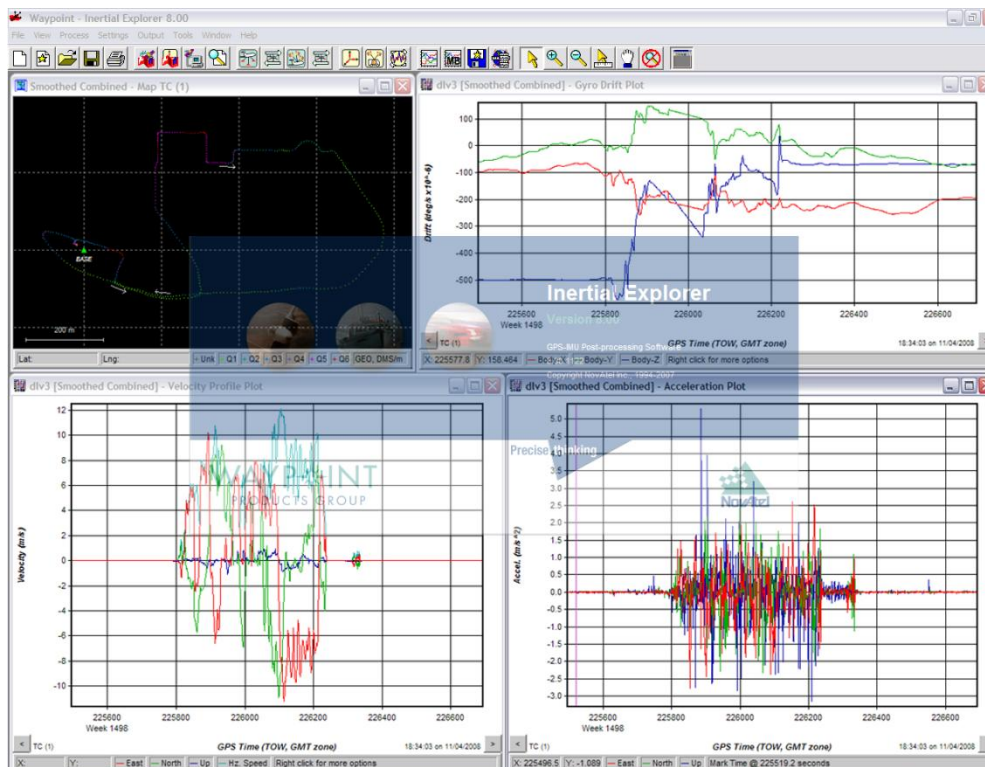 Waypoint - Inertial Explorer 8.00
File View Process Settings Output Tools Window Help
MB
Smoothed Combined - Map TC (1)
BASE
200 m
Lat: Lng: Unk Q1 Q2 Q3 Q4 Q5 Q6 GEO, DMS/m
dlv3 [Smoothed Combined] - Gyro Drift Plot
Drift (deg/s x10^-6)
100
0
-100
-200
-300
-400
-500
225600 225800 226000 226200 226400 226600
Week 1498
TC (1) GPS Time (TOW, GMT zone) 18:34:03 on 11/04/2008
X: 225577.8 Y: 158.464 Body-X Body-Y Body-Z Right click for more options
Inertial Explorer
GPS-IMU Post-processing Software
Copyright NovAtel Inc., 1994-2007
Precise thinking
WAYPOINT
PRODUCTS GROUP
NovAtel
dlv3 [Smoothed Combined] - Velocity Profile Plot
Velocity (m/s)
12
10
8
6
4
2
0
-2
-4
-6
-8
-10
225600 225800 226000 226200 226400 226600
Week 1498
TC (1) GPS Time (TOW, GMT zone) 18:34:03 on 11/04/2008
X: Y: East North Up Hz. Speed Right click for more options
dlv3 [Smoothed Combined] - Acceleration Plot
Accel, (m/s^2)
5.0
4.5
4.0
3.5
3.0
2.5
2.0
1.5
1.0
0.5
0.0
-0.5
-1.0
-1.5
-2.0
-2.5
-3.0
225600 225800 226000 226200 226400 226600
Week 1498
TC (1) GPS Time (TOW, GMT zone) 18:34:03 on 11/04/2008
X: 225496.5 Y: -1.089 East North Up Mark Time @ 225519.2 seconds